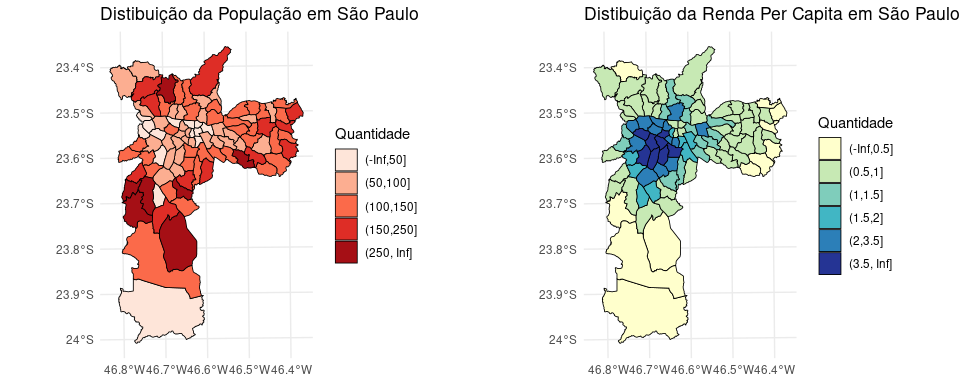 Distibuição da População em São Paulo
23.4°S
23.5°S
23.6°S
23.7°S
23.8°S
23.9°S
24°S
46.8°W46.7°W46.6°W46.5°W46.4°W
Quantidade
(-Inf,50]
(50,100]
(100,150]
(150,250]
(250, Inf]
Distibuição da Renda Per Capita em São Paulo
23.4°S
23.5°S
23.6°S
23.7°S
23.8°S
23.9°S
24°S
46.8°W46.7°W46.6°W46.5°W46.4°W
Quantidade
(-Inf,0.5]
(0.5,1]
(1,1.5]
(1.5,2]
(2,3.5]
(3.5, Inf]